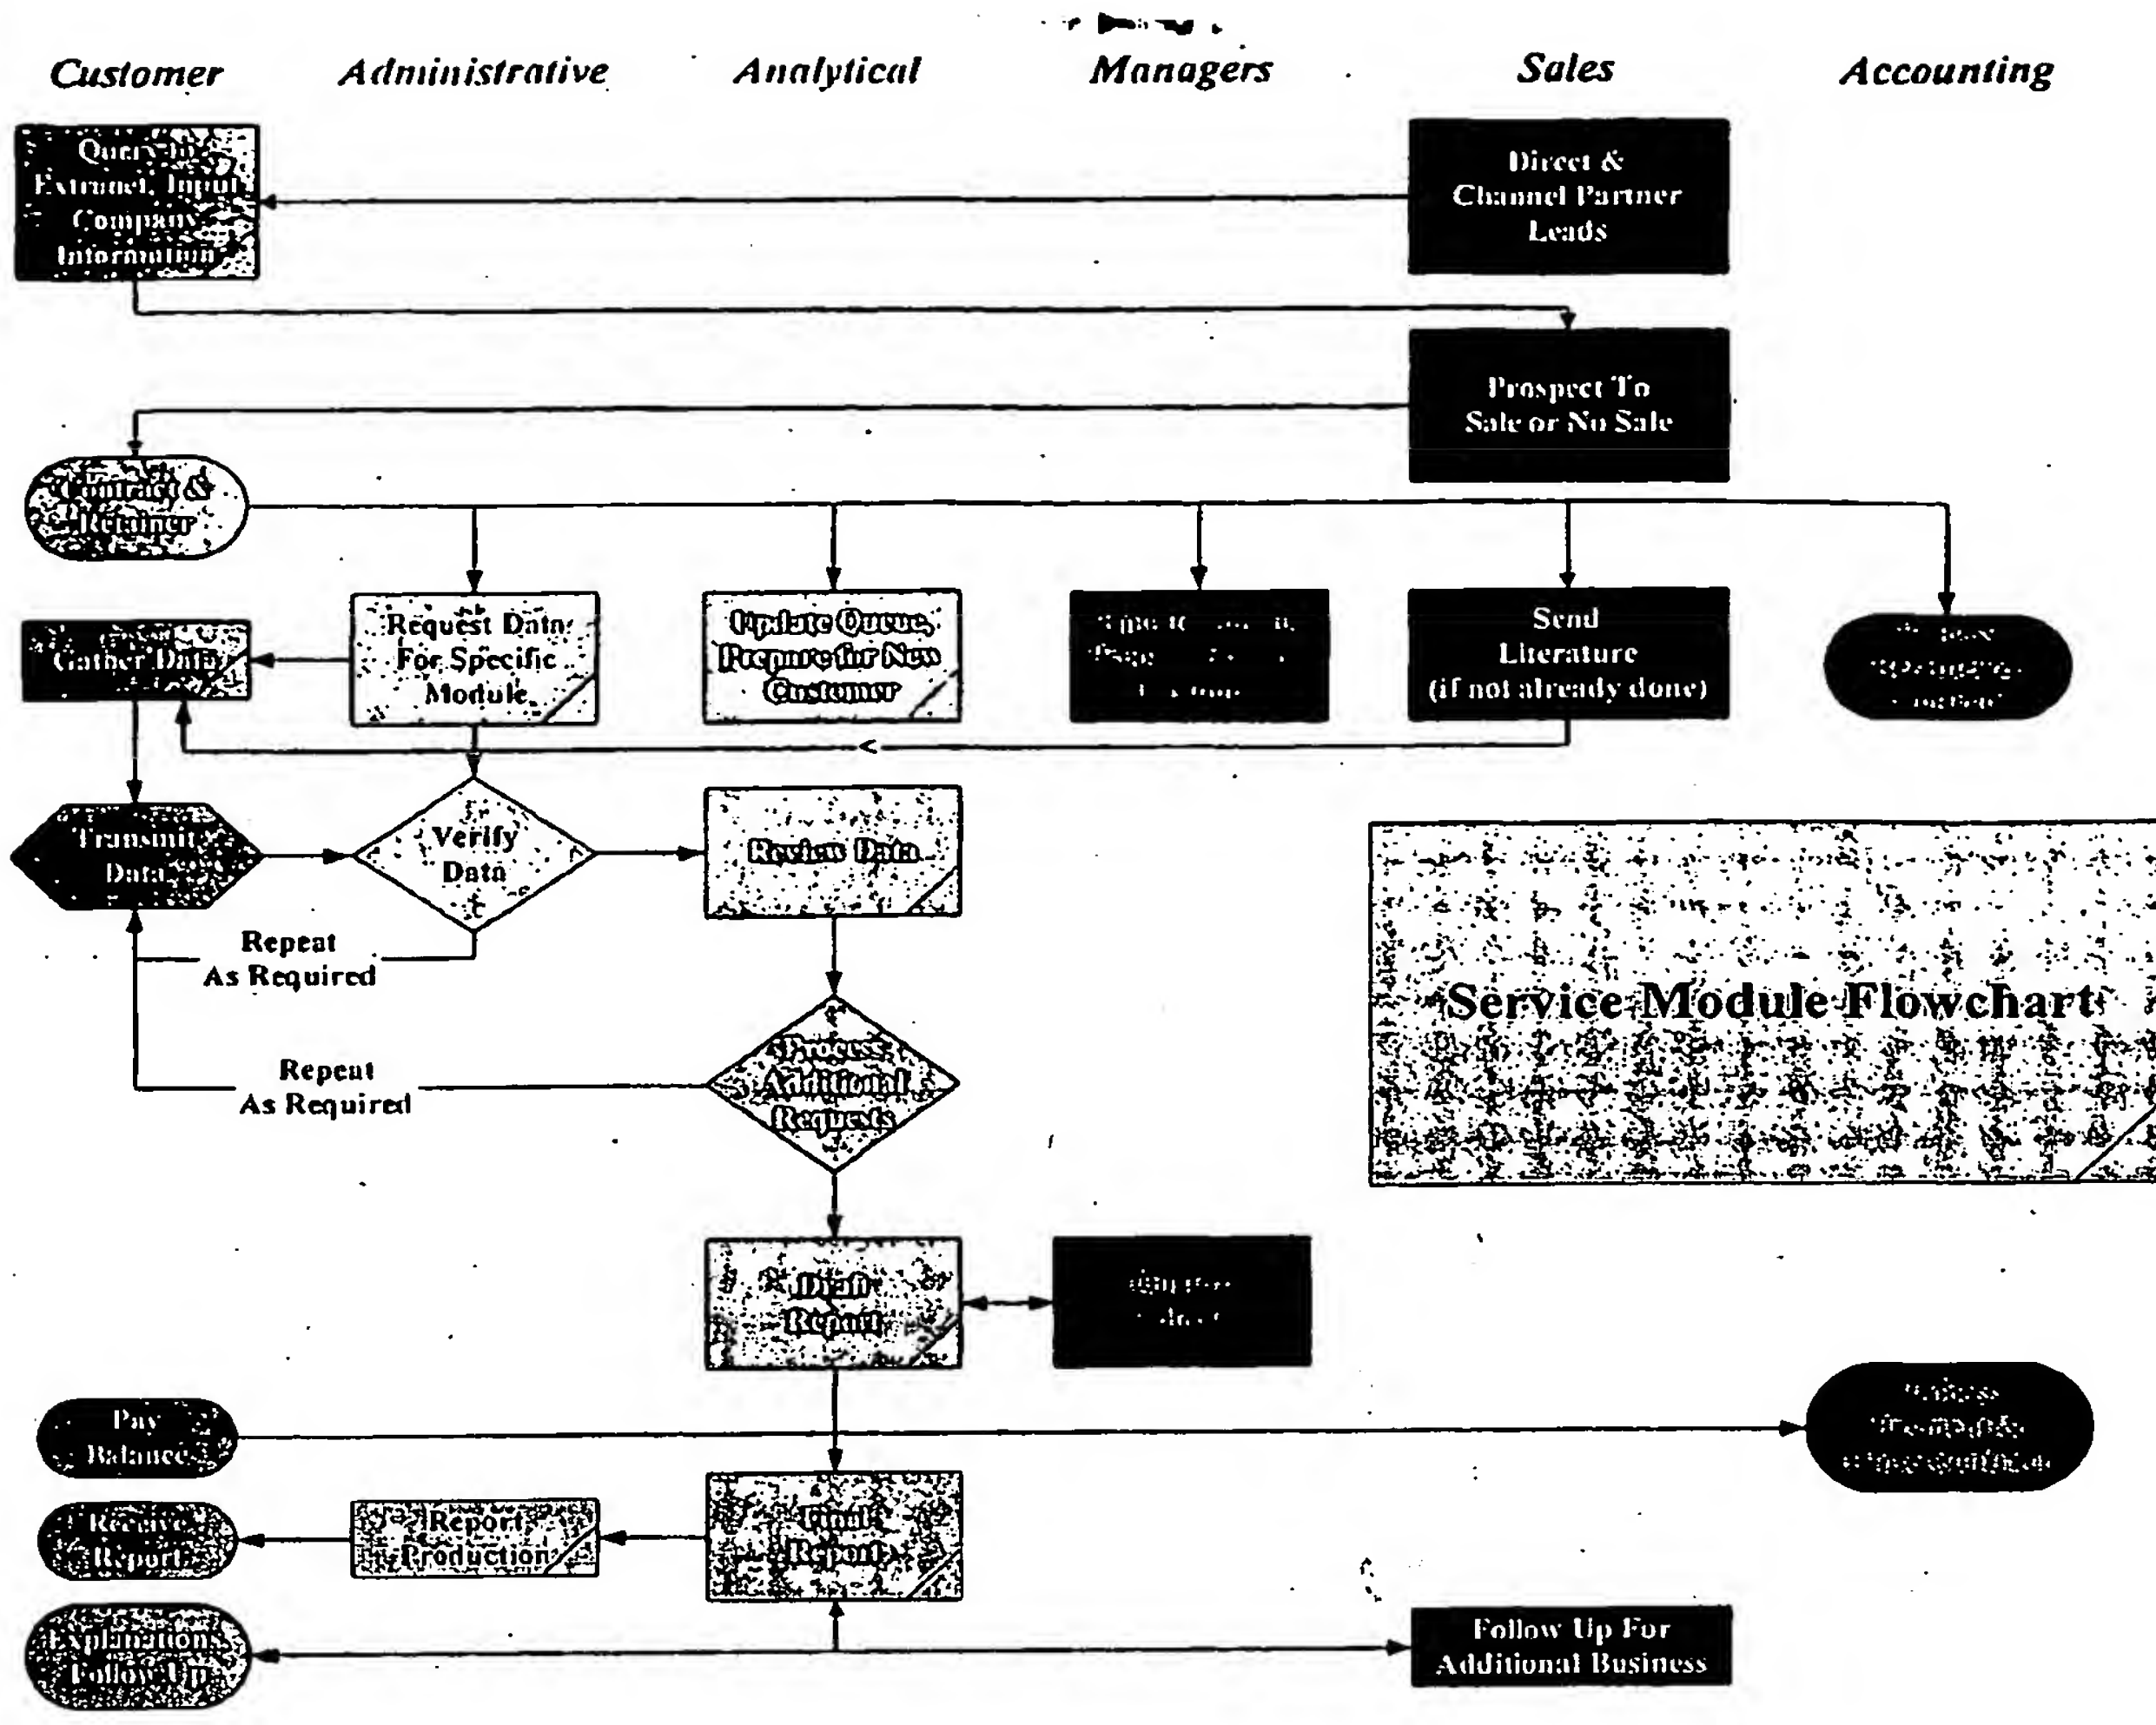 Customer
Administrative
Analytical
Managers
Sales
Accounting
Query to
Extranet, Input
Company
Information
Direct &
Channel Partner
Leads
Prospect To
Sale or No Sale
Contract &
Retainer
Gather Data
Request Data
For Specific
Module
Update Queue,
Prepare for New
Customer
Send
Literature
(if not already done)
Transmit
Data
Verify
Data
Review Data
Repeat
As Required
Service Module Flowchart
Process
Additional
Requests
Repeat
As Required
Draft
Report
Pay
Balance
Receive
Report
Report
Production
Final
Report
Explanations
Follow Up
Follow Up For
Additional Business